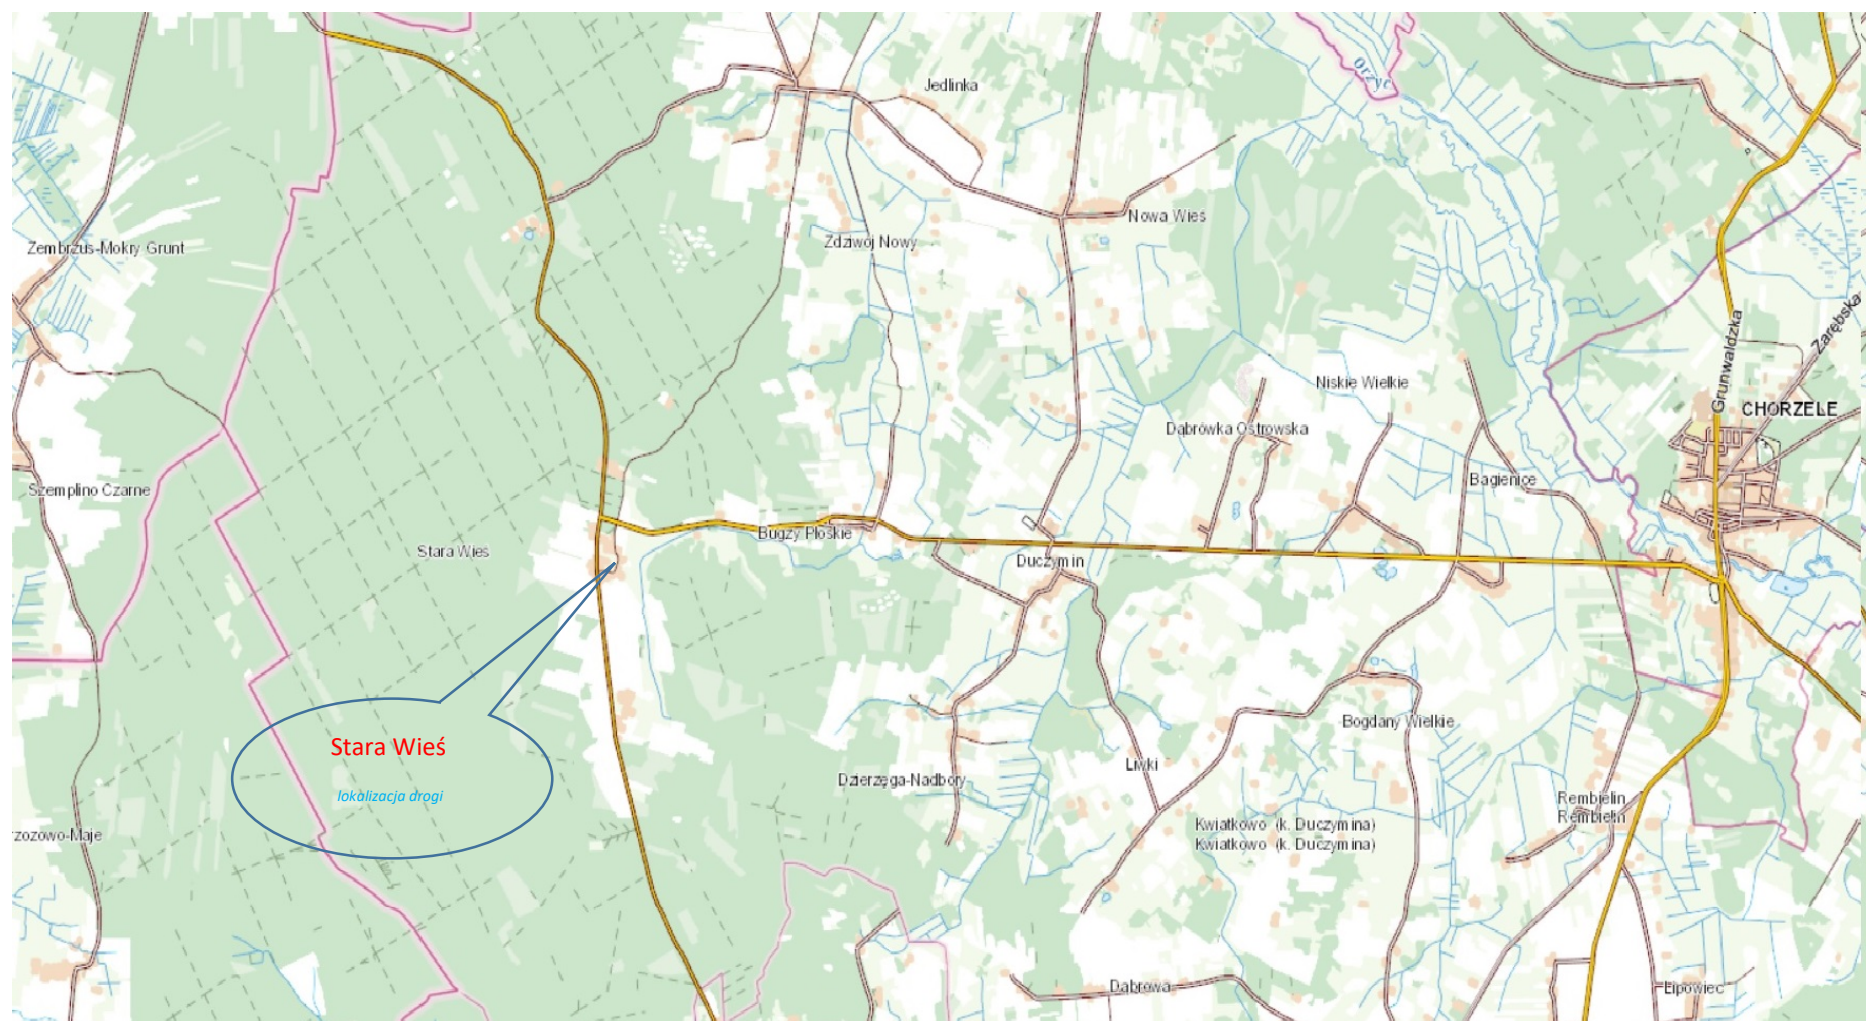 Jedlinka
Orzyc
Nowa Wieś
Zdziwój Nowy
Zembrzus-Mokry Grunt
Zarębska
Grunwaldzka
Niskie Wielkie
CHORZELE
Dąbrówka Ostrowska
Bagienice
Szemplino Czarne
Bugzy Płoskie
Stara Wieś
Duczymin
Bogdany Wielkie
Stara Wieś
lokalizacja drogi
Liwki
Dzierzęga-Nadbory
Rembielin
Rembielin
Kwiatkowo (k. Duczymina)
Kwiatkowo (k. Duczymina)
rzozowo-Maje
Dąbrowa
Lipowiec